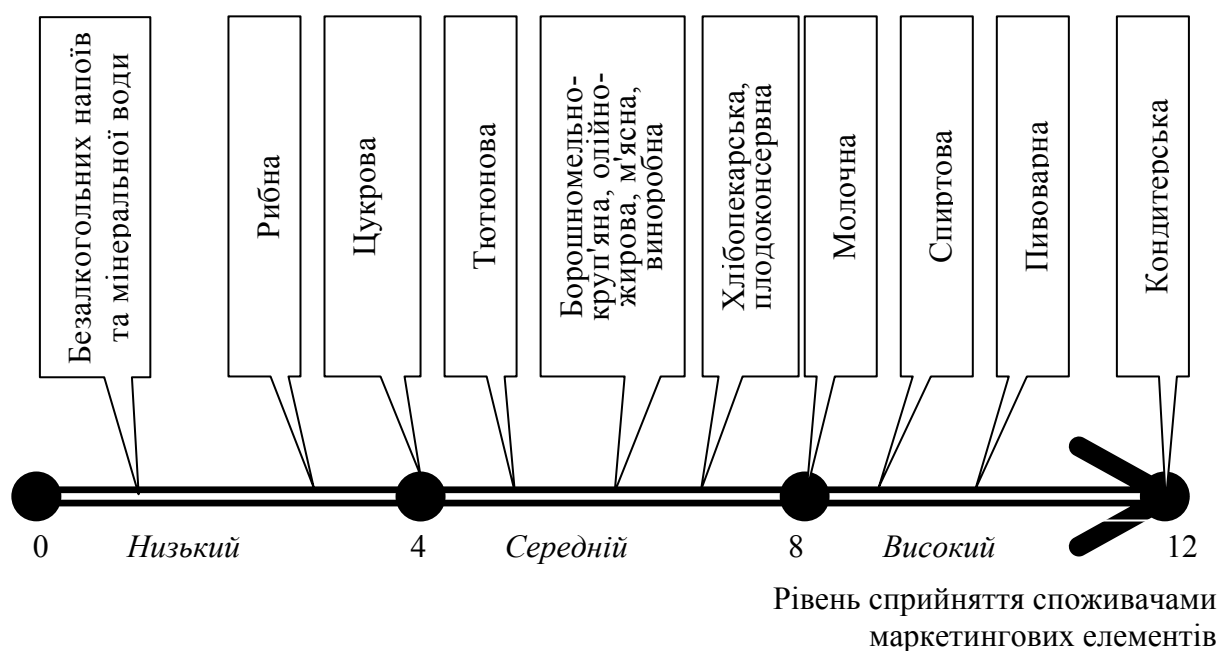 Безалкогольних напоїв
та мінеральної води
Рибна
Цукрова
Тютюнова
Борошномельно-
круп'яна, олійно-
жирова, м'ясна,
виноробна
Хлібопекарська,
плодоконсервна
Молочна
Спиртова
Пивоварна
Кондитерська
0 Низький 4 Середній 8 Високий 12
Рівень сприйняття споживачами
маркетингових елементів